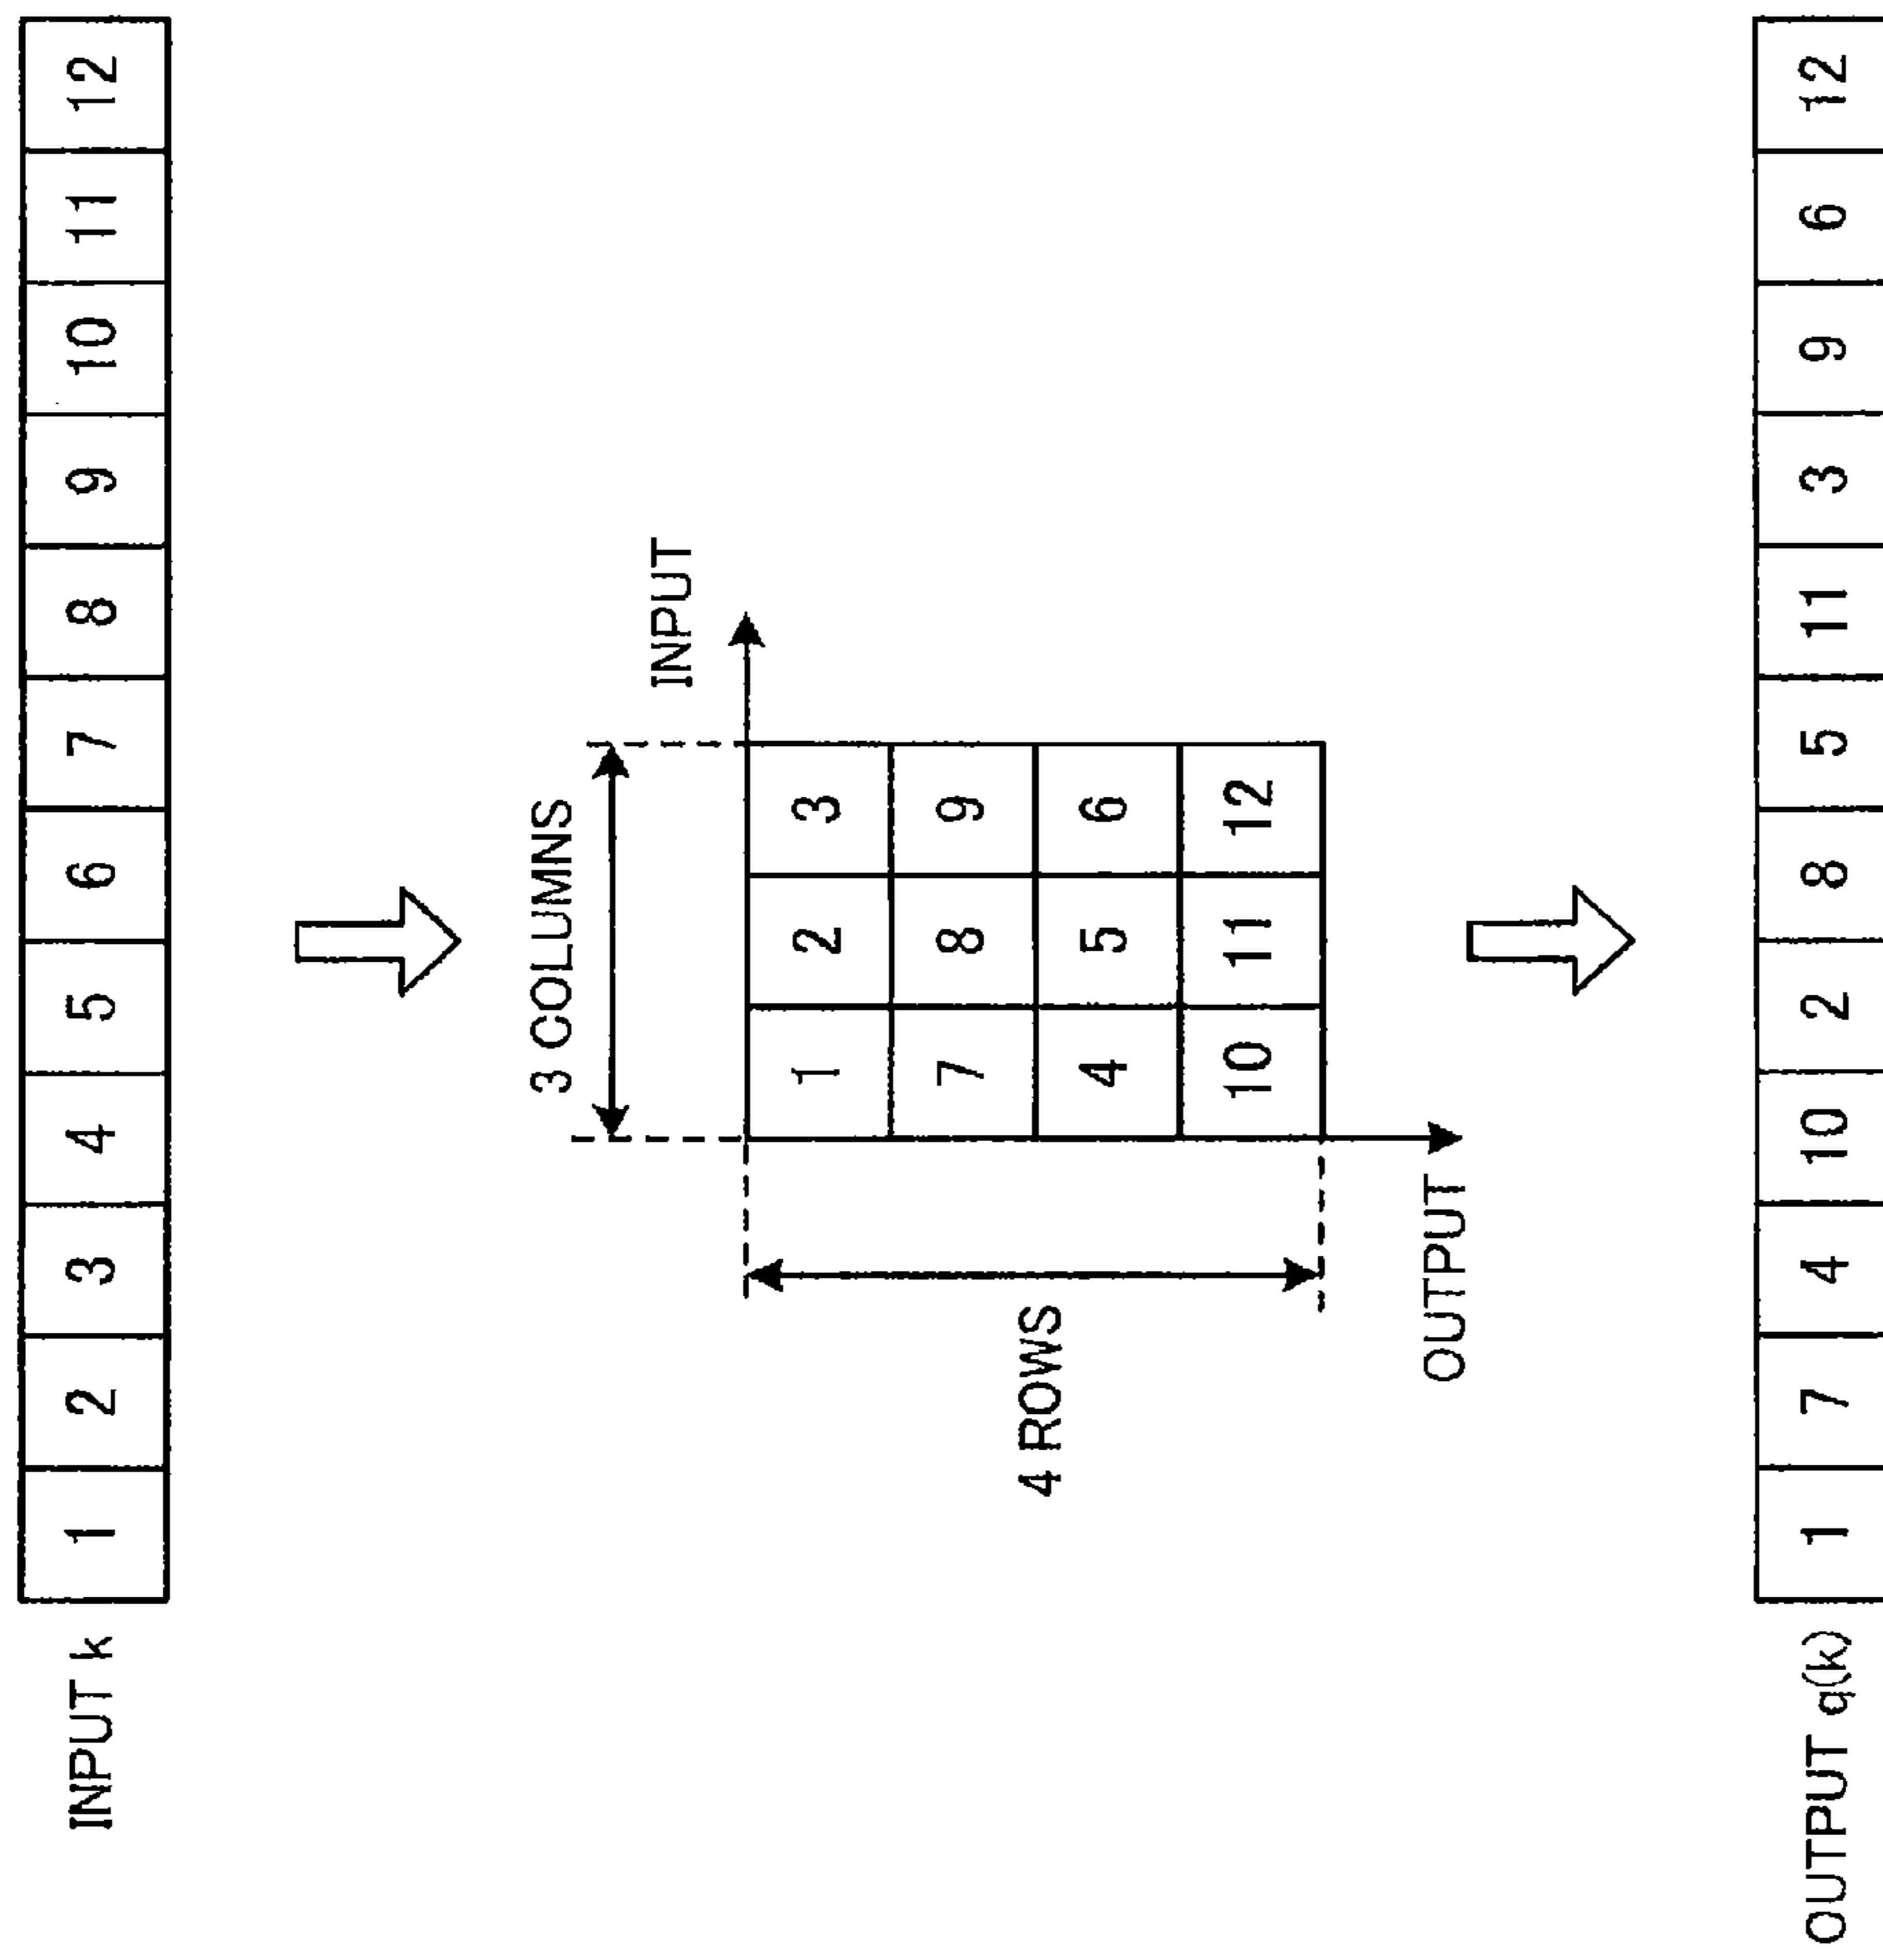 INPUT k 1 2 3 4 5 6 7 8 9 10 11 12
3 COLUMNS
INPUT
4 ROWS
1 2 3
7 8 9
4 5 6
10 11 12
OUTPUT
OUTPUT q(k) 1 7 4 10 2 8 5 11 3 9 6 12